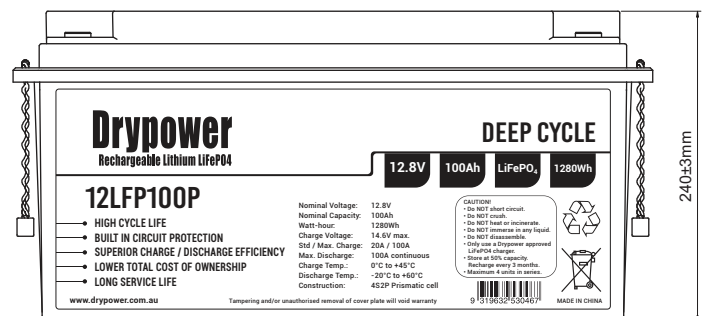 Drypower
Rechargeable Lithium LiFePO4
DEEP CYCLE
12.8V 100Ah LiFePO4 1280Wh
12LFP100P
HIGH CYCLE LIFE
BUILT IN CIRCUIT PROTECTION
SUPERIOR CHARGE / DISCHARGE EFFICIENCY
LOWER TOTAL COST OF OWNERSHIP
LONG SERVICE LIFE
Nominal Voltage: 12.8V
Nominal Capacity: 100Ah
Watt-hour: 1280Wh
Charge Voltage: 14.6V max.
Std / Max. Charge: 20A / 100A
Max. Discharge: 100A continuous
Charge Temp.: 0°C to +45°C
Discharge Temp.: -20°C to +60°C
Construction: 4S2P Prismatic cell
CAUTION!
• Do NOT short circuit.
• Do NOT crush.
• Do NOT heat or incinerate.
• Do NOT immerse in any liquid.
• Do NOT disassemble.
• Only use a Drypower approved
LiFePO4 charger.
• Store at 50% capacity.
Recharge every 3 months.
• Maximum 4 units in series.
www.drypower.com.au
Tampering and/or unauthorised removal of cover plate will void warranty
9 319632 530467
MADE IN CHINA
240±3mm